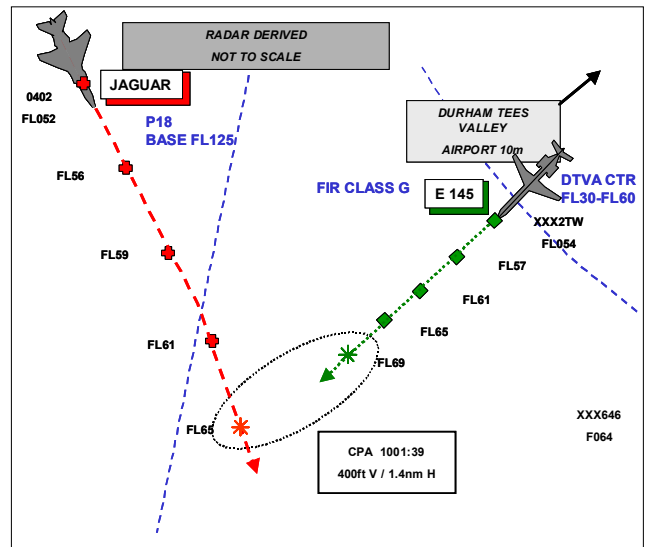 RADAR DERIVED
NOT TO SCALE
JAGUAR
0402
FL052
P18
BASE FL125
DURHAM TEES
VALLEY
AIRPORT 10m
FL56
FIR CLASS G
E 145
DTVA CTR
FL30-FL60
XXX2TW
FL054
FL59
FL57
FL61
FL65
FL61
FL69
FL65
XXX646
F064
CPA 1001:39
400ft V / 1.4nm H